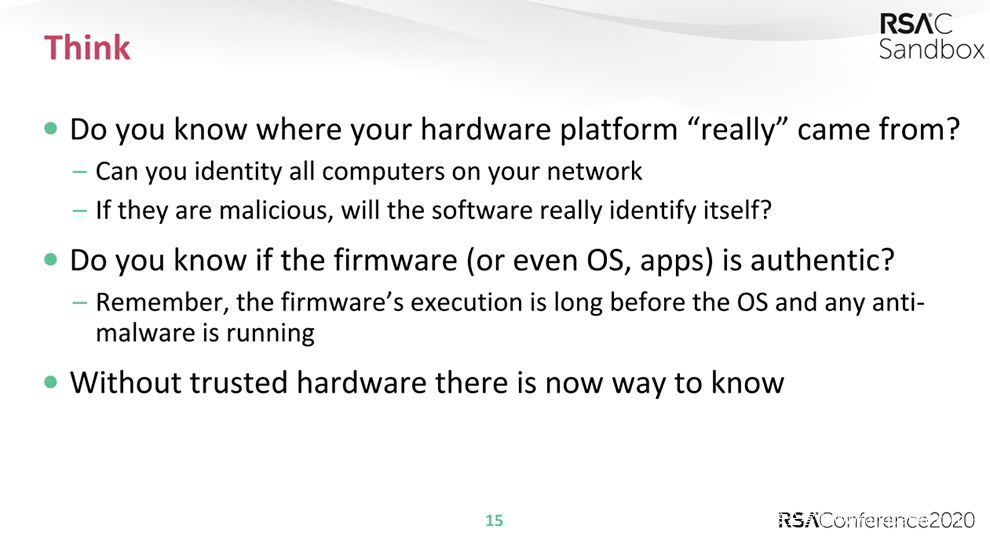 Think
RSAC
Sandbox
Do you know where your hardware platform “really” came from?
– Can you identity all computers on your network
– If they are malicious, will the software really identify itself?
Do you know if the firmware (or even OS, apps) is authentic?
– Remember, the firmware’s execution is long before the OS and any anti-
malware is running
Without trusted hardware there is now way to know
15
RSAConference2020